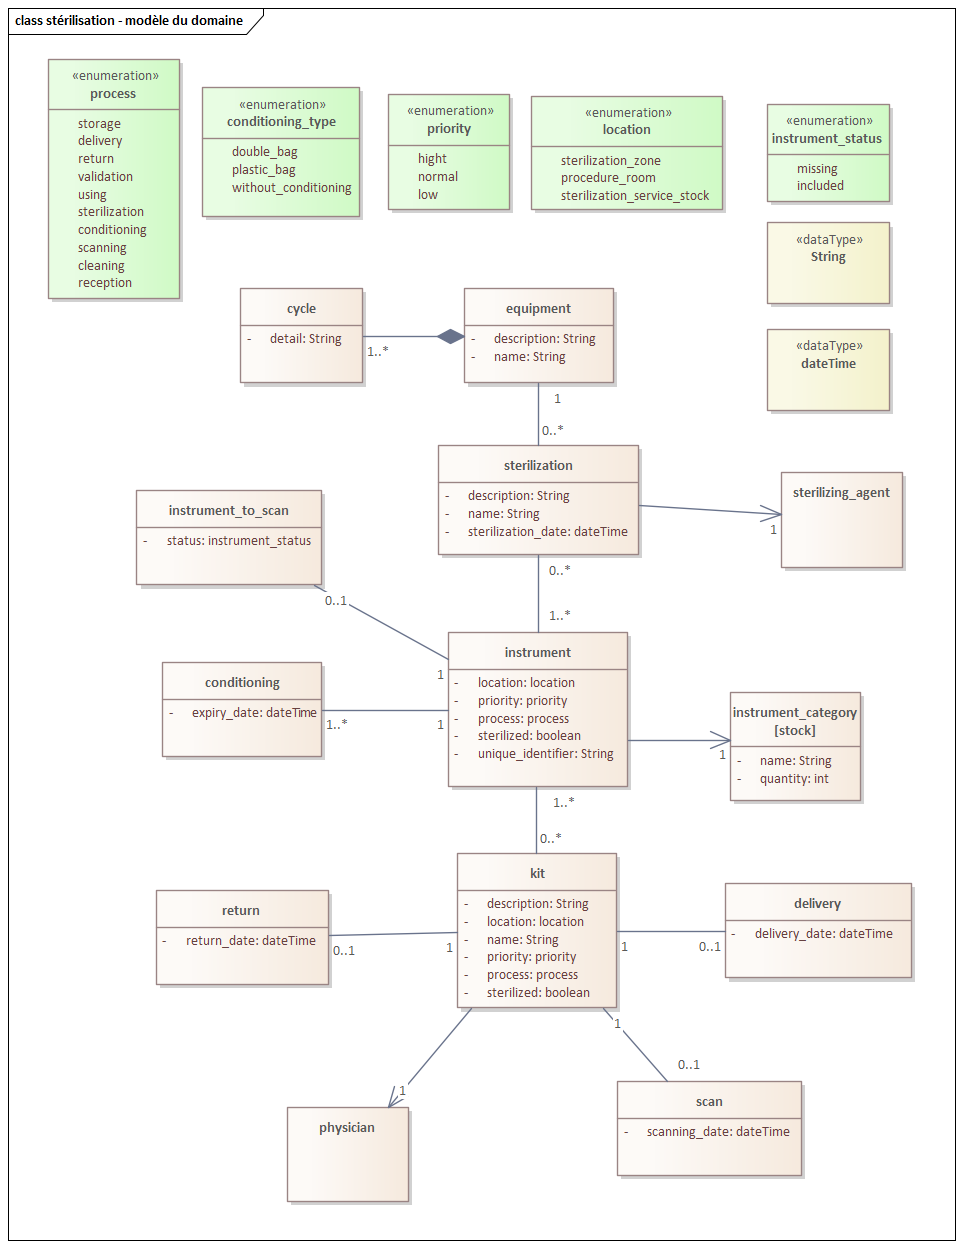 class stérilisation - modèle du domaine
«enumeration»
process
storage
delivery
return
validation
using
sterilization
conditioning
scanning
cleaning
reception
«enumeration»
conditioning_type
double_bag
plastic_bag
without_conditioning
«enumeration»
priority
hight
normal
low
«enumeration»
location
sterilization_zone
procedure_room
sterilization_service_stock
«enumeration»
instrument_status
missing
included
«dataType»
String
«dataType»
dateTime
cycle
- detail: String
1..*
equipment
- description: String
- name: String
1
0..*
sterilization
- description: String
- name: String
- sterilization_date: dateTime
sterilizing_agent
1
instrument_to_scan
- status: instrument_status
0..1
1
0..*
1..*
instrument
- location: location
- priority: priority
- process: process
- sterilized: boolean
- unique_identifier: String
conditioning
- expiry_date: dateTime
1..*
1
instrument_category
[stock]
- name: String
- quantity: int
1
1..*
0..*
kit
- description: String
- location: location
- name: String
- priority: priority
- process: process
- sterilized: boolean
return
- return_date: dateTime
0..1
1
delivery
- delivery_date: dateTime
1
0..1
1
physician
1
0..1
scan
- scanning_date: dateTime